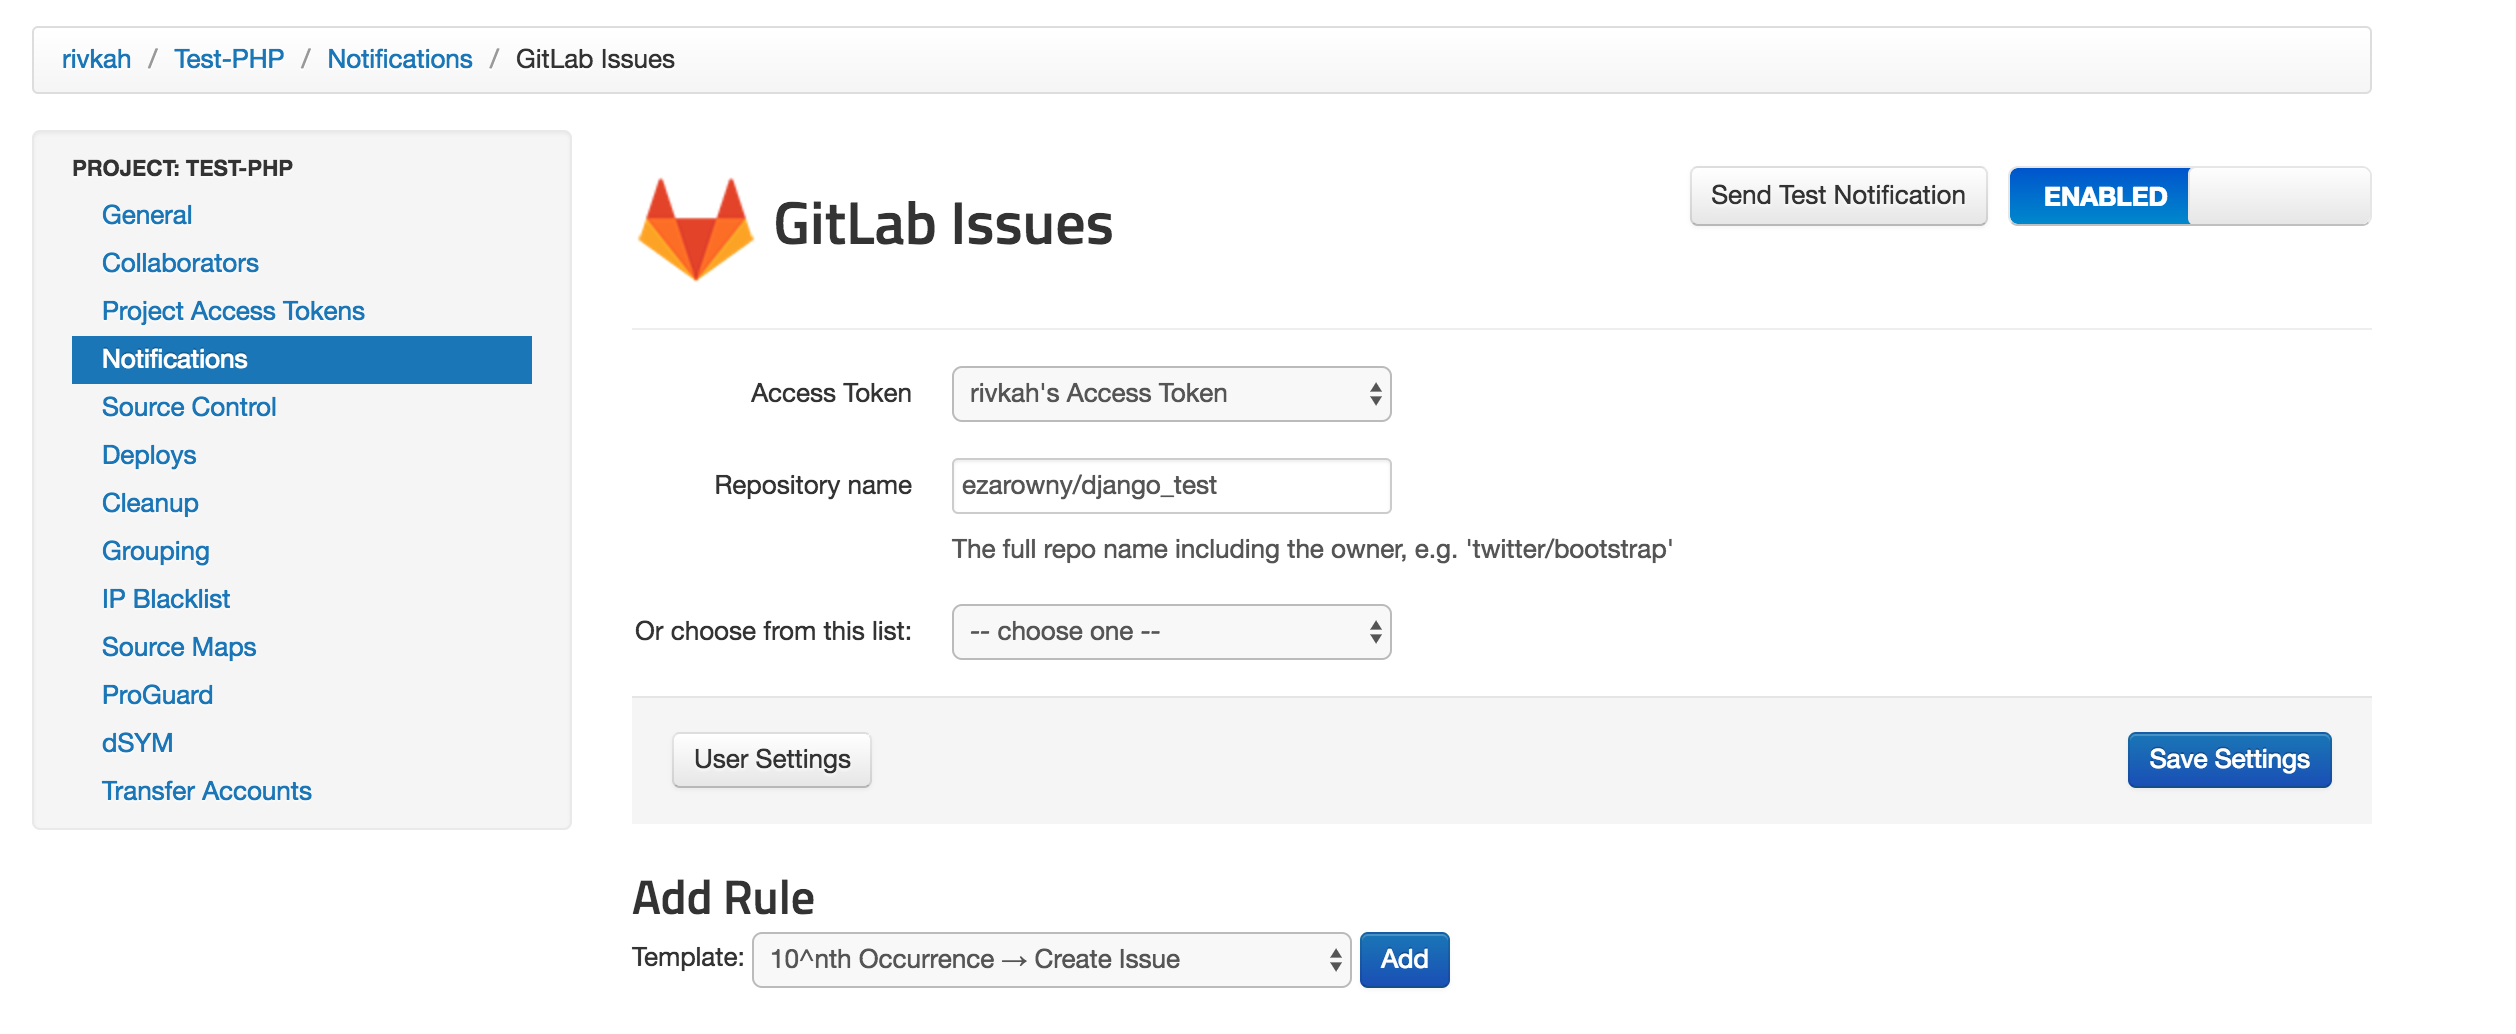 rivkah / Test-PHP / Notifications / GitLab Issues
PROJECT: TEST-PHP
General
Collaborators
Project Access Tokens
Notifications
Source Control
Deploys
Cleanup
Grouping
IP Blacklist
Source Maps
ProGuard
dSYM
Transfer Accounts
GitLab Issues
Send Test Notification
ENABLED
Access Token
rivkah's Access Token
Repository name
ezarowny/django_test
The full repo name including the owner, e.g. 'twitter/bootstrap'
Or choose from this list:
-- choose one --
User Settings
Save Settings
Add Rule
Template: 10^nth Occurrence → Create Issue
Add